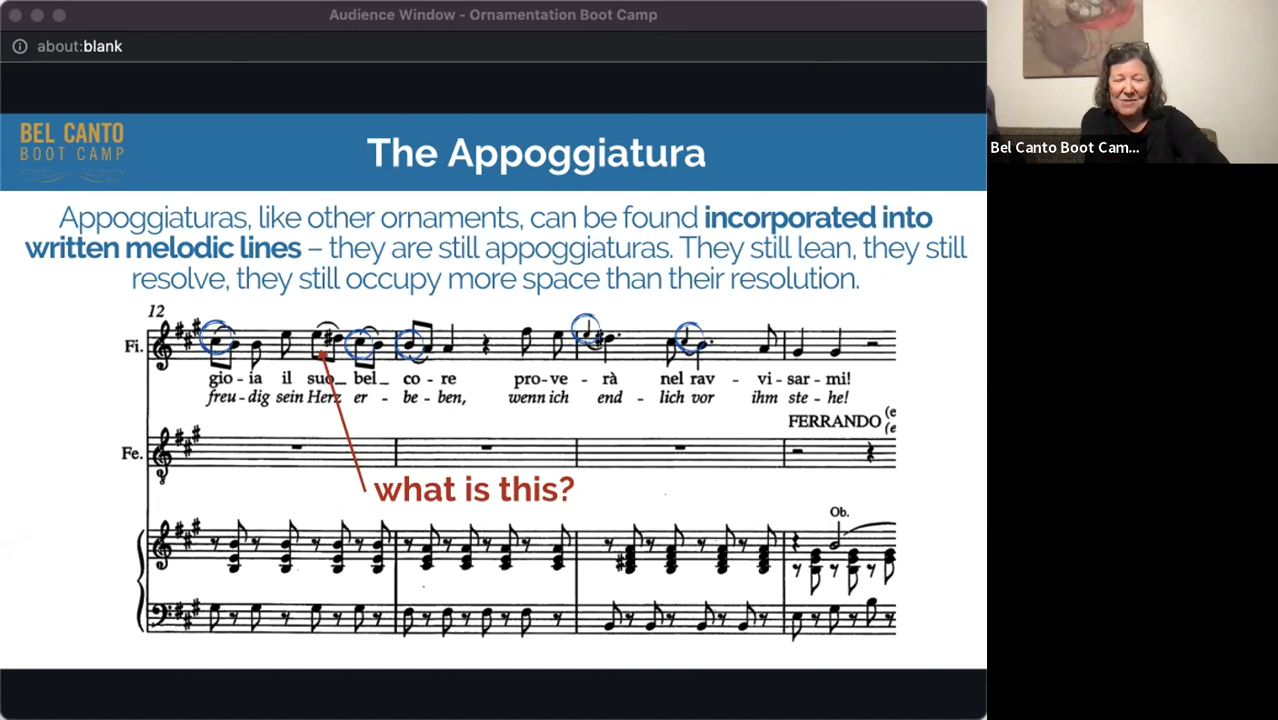 Audience Window - Ornamentation Boot Camp
about:blank
BEL CANTO
BOOT CAMP
The Appoggiatura
Bel Canto Boot Cam...
Appoggiaturas, like other ornaments, can be found incorporated into
written melodic lines – they are still appoggiaturas. They still lean, they still
resolve, they still occupy more space than their resolution.
12
Fi.
gio - ia il suo_ bel_ co - re pro - ve - rà nel rav - vi - sar - mi!
freu - dig sein Herz er - be - ben, wenn ich end - lich vor ihm ste - he!
FERRANDO (e
(e
Fe.
what is this?
Ob.